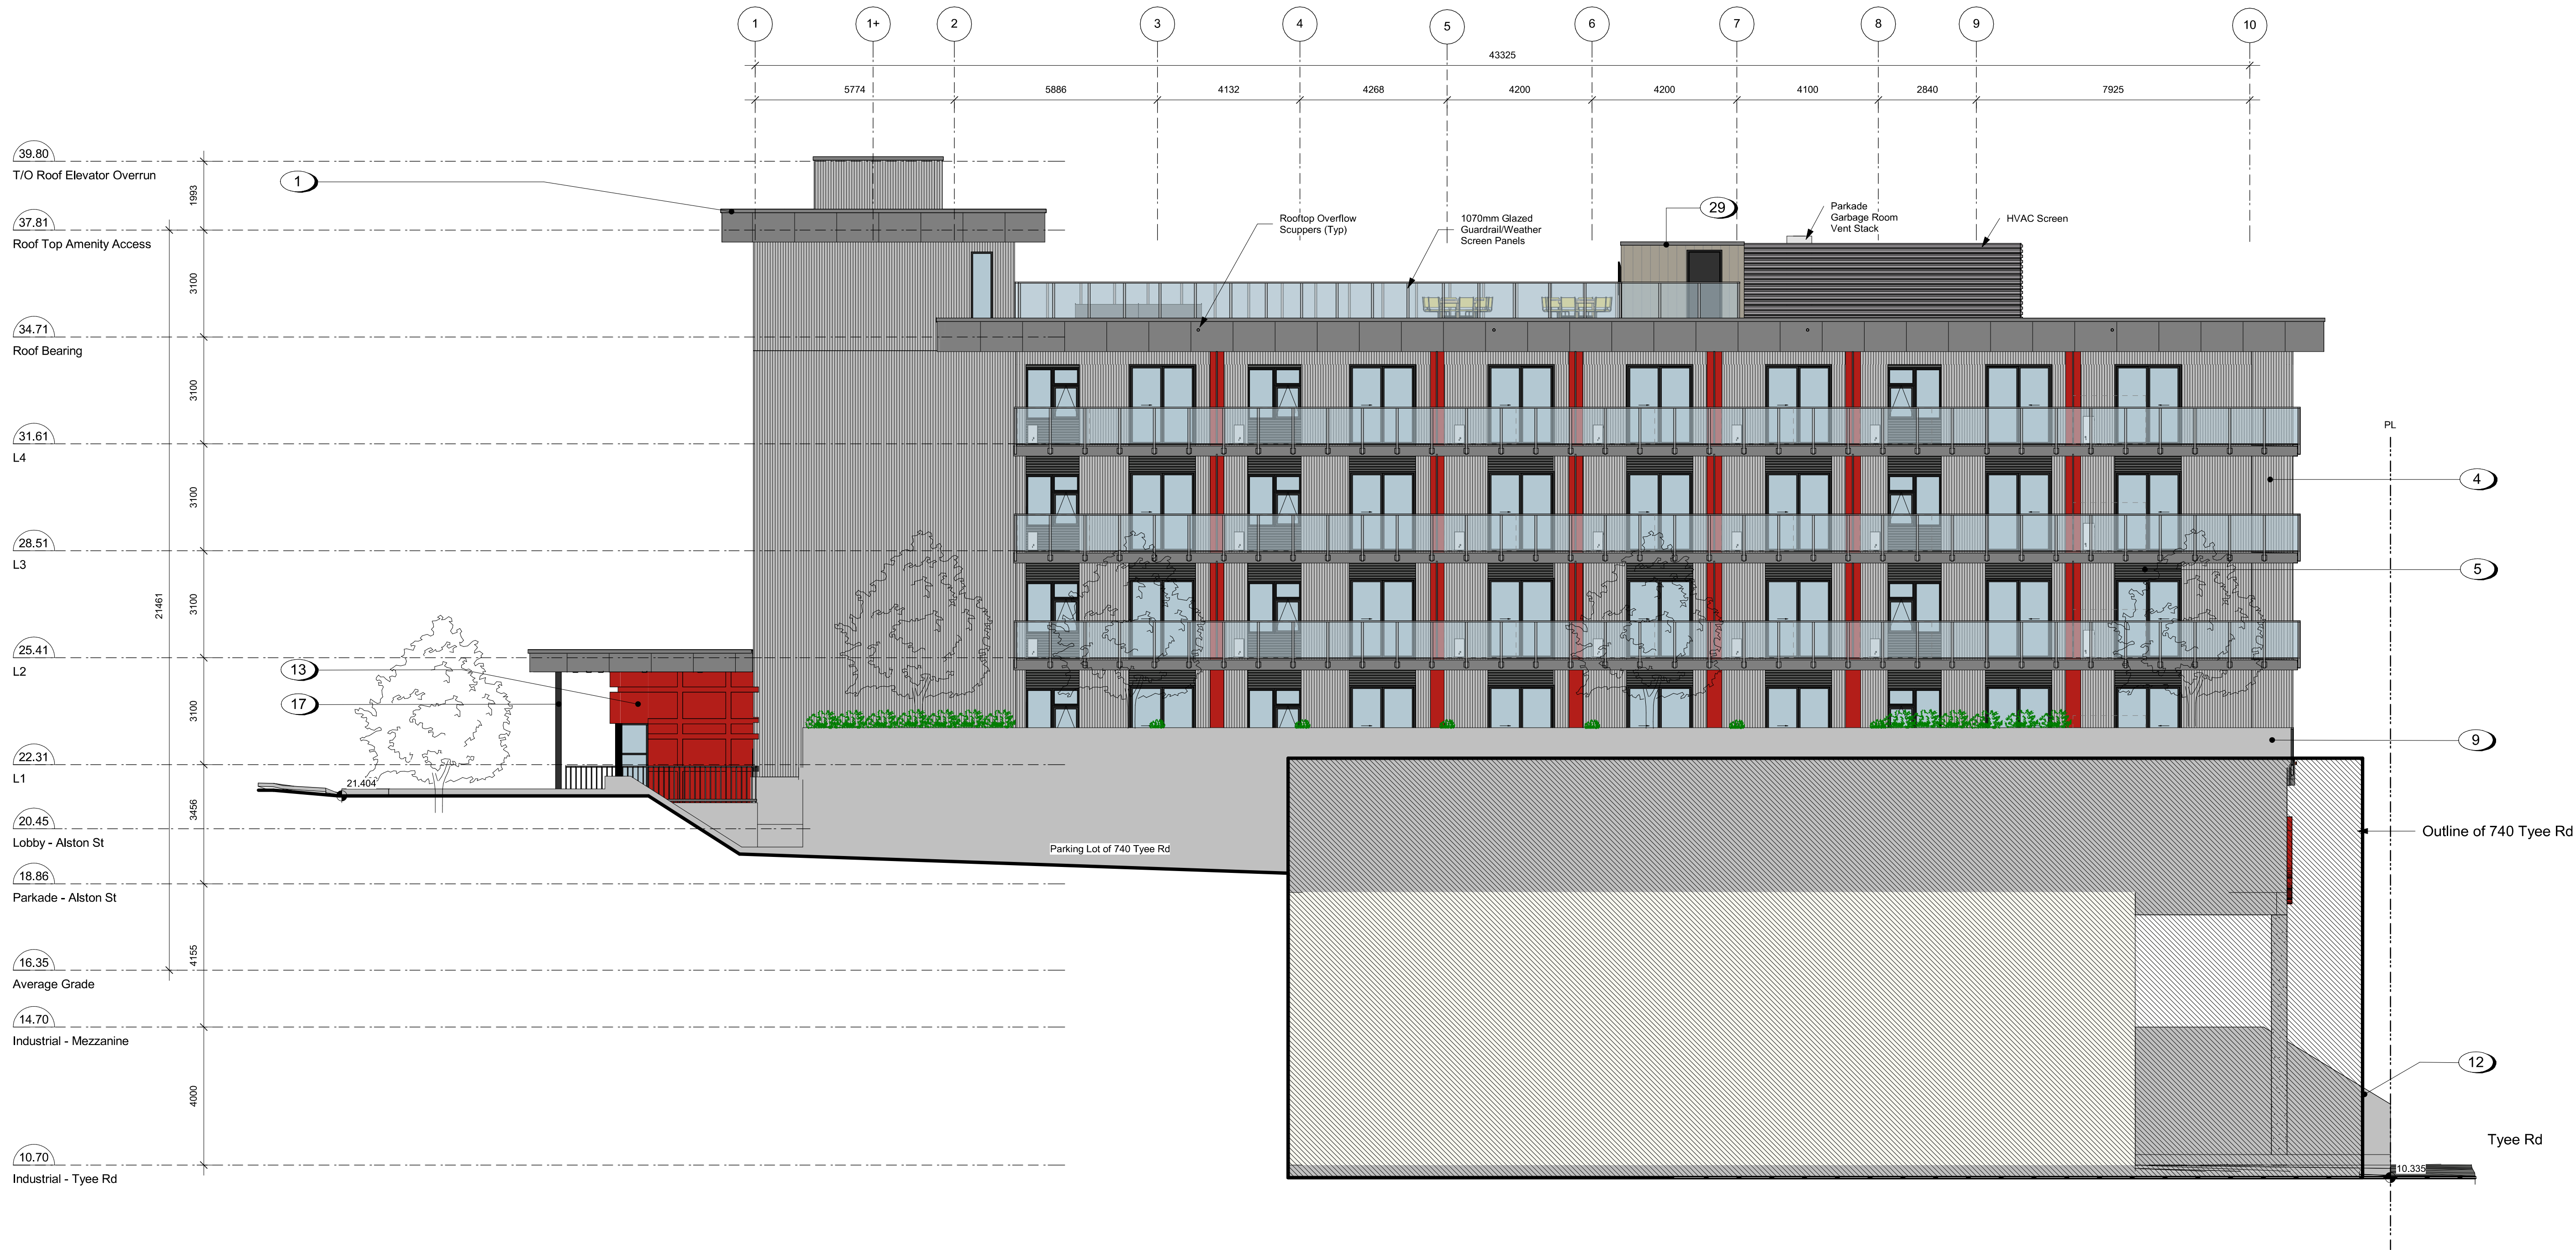 1
1+
2
3
4
5
6
7
8
9
10
43325
5774
5886
4132
4268
4200
4200
4100
2840
7925
39.80
T/O Roof Elevator Overrun
1
1993
37.81
Roof Top Amenity Access
Rooftop Overflow
Scuppers (Typ)
1070mm Glazed
Guardrail/Weather
Screen Panels
29
Parkade
Garbage Room
Vent Stack
HVAC Screen
3100
34.71
Roof Bearing
3100
31.61
L4
PL
3100
4
28.51
L3
5
3100
21461
25.41
L2
13
17
3100
9
22.31
L1
21.404
3456
20.45
Lobby - Alston St
Parking Lot of 740 Tyee Rd
Outline of 740 Tyee Rd
18.86
Parkade - Alston St
4155
16.35
Average Grade
14.70
Industrial - Mezzanine
12
4000
Tyee Rd
10.70
Industrial - Tyee Rd
10.335